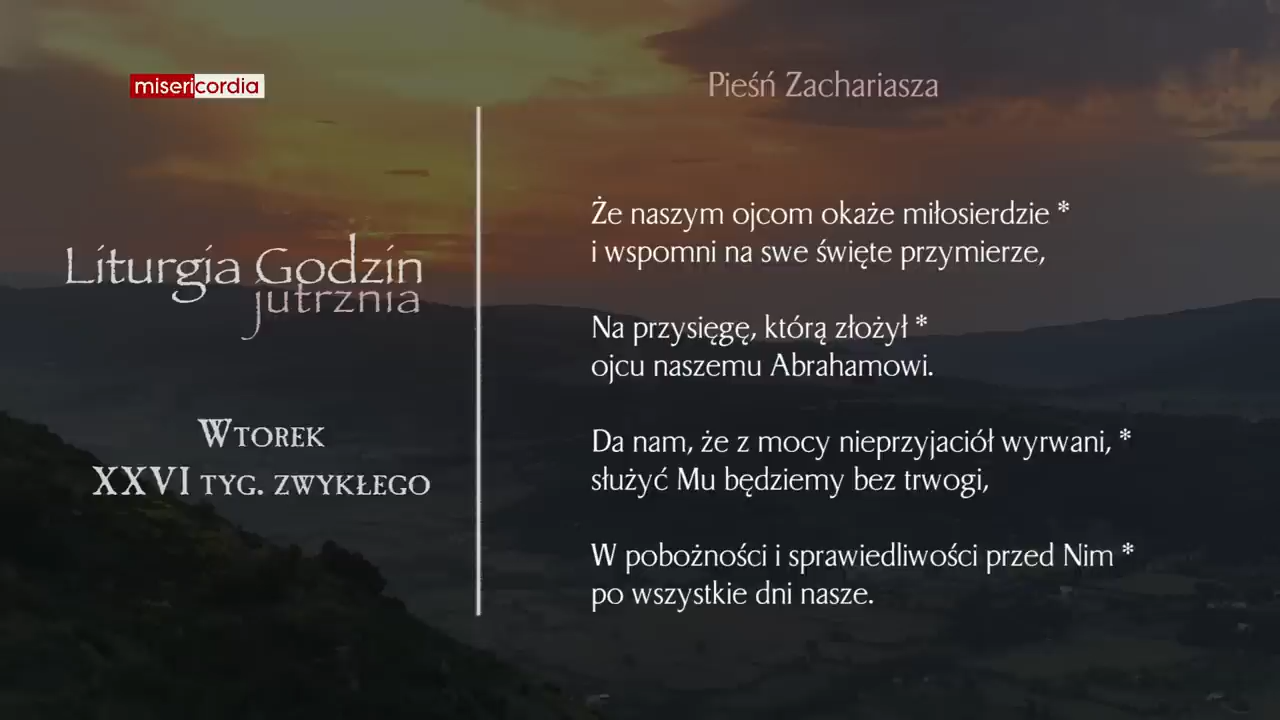 misericordia
Liturgia Godzin
jutrznia
Wtorek
XXVI tyg. zwykłego
Pieśń Zachariasza
Że naszym ojcom okaże miłosierdzie *
i wspomni na swe święte przymierze,
Na przysięgę, którą złożył *
ojcu naszemu Abrahamowi.
Da nam, że z mocy nieprzyjaciół wyrwani, *
służyć Mu będziemy bez trwogi,
W pobożności i sprawiedliwości przed Nim *
po wszystkie dni nasze.